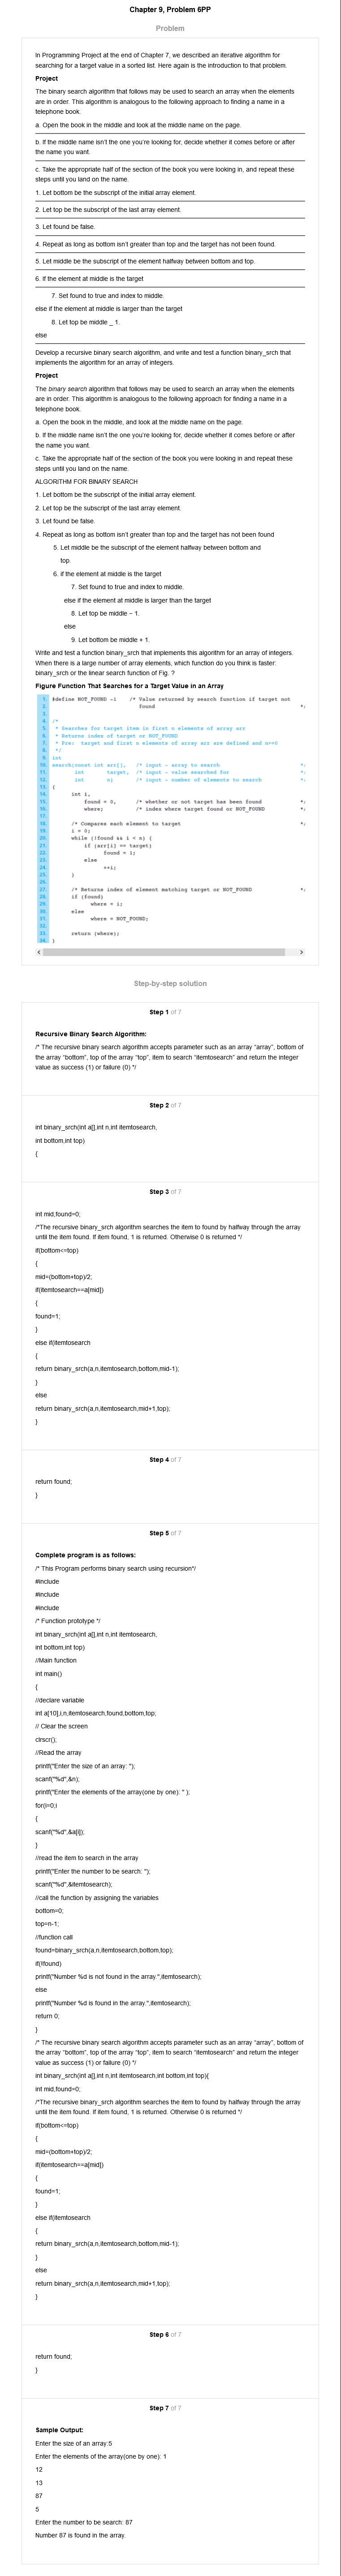 Chapter 9, Problem 6PP
Problem
In Programming Project at the end of Chapter 7, we described an iterative algorithm for
searching for a target value in a sorted list. Here again is the introduction to that problem.
Project
The binary search algorithm that follows may be used to search an array when the elements
are in order. This algorithm is analogous to the following approach to finding a name in a
telephone book.
a. Open the book in the middle and look at the middle name on the page.
b. If the middle name isn't the one you're looking for, decide whether it comes before or after
the name you want.
c. Take the appropriate half of the section of the book you were looking in, and repeat these
steps until you land on the name.
1. Let bottom be the subscript of the initial array element.
2. Let top be the subscript of the last array element.
3. Let found be false.
4. Repeat as long as bottom isn't greater than top and the target has not been found.
5. Let middle be the subscript of the element halfway between bottom and top.
6. If the element at middle is the target
7. Set found to true and index to middle.
else if the element at middle is larger than the target
8. Let top be middle _ 1.
else
Develop a recursive binary search algorithm, and write and test a function binary_srch that
implements the algorithm for an array of integers.
Project
The binary search algorithm that follows may be used to search an array when the elements
are in order. This algorithm is analogous to the following approach for finding a name in a
telephone book.
a. Open the book in the middle, and look at the middle name on the page.
b. If the middle name isn't the one you're looking for, decide whether it comes before or after
the name you want.
c. Take the appropriate half of the section of the book you were looking in and repeat these
steps until you land on the name.
ALGORITHM FOR BINARY SEARCH
1. Let bottom be the subscript of the initial array element.
2. Let top be the subscript of the last array element.
3. Let found be false.
4. Repeat as long as bottom isn't greater than top and the target has not been found
5. Let middle be the subscript of the element halfway between bottom and
top.
6. if the element at middle is the target
7. Set found to true and index to middle.
else if the element at middle is larger than the target
8. Let top be middle − 1.
else
9. Let bottom be middle + 1.
Write and test a function binary_srch that implements this algorithm for an array of integers.
When there is a large number of array elements, which function do you think is faster:
binary_srch or the linear search function of Fig. ?
Figure Function That Searches for a Target Value in an Array
1. #define NOT_FOUND -1 /* Value returned by search function if target not
2. found */
3.
4. /*
5. * Searches for target item in first n elements of array arr
6. * Returns index of target or NOT_FOUND
7. * Pre: target and first n elements of array arr are defined and n>=0
8. */
9. int
10. search(const int arr[], /* input - array to search */
11. int target, /* input - value searched for */
12. int n) /* input - number of elements to search */
13. {
14. int i,
15. found = 0, /* whether or not target has been found */
16. where; /* index where target found or NOT_FOUND */
17.
18. /* Compares each element to target */
19. i = 0;
20. while (!found && i < n) {
21. if (arr[i] == target)
22. found = 1;
23. else
24. ++i;
25. }
26.
27. /* Returns index of element matching target or NOT_FOUND */
28. if (found)
29. where = i;
30. else
31. where = NOT_FOUND;
32.
33. return (where);
34. }
Step-by-step solution
Step 1 of 7
Recursive Binary Search Algorithm:
/* The recursive binary search algorithm accepts parameter such as an array "array", bottom of
the array "bottom", top of the array "top", item to search "itemtosearch" and return the integer
value as success (1) or failure (0) */
Step 2 of 7
int binary_srch(int a[],int n,int itemtosearch,
int bottom,int top)
{
Step 3 of 7
int mid,found=0;
/*The recursive binary_srch algorithm searches the item to found by halfway through the array
until the item found. If item found, 1 is returned. Otherwise 0 is returned */
if(bottom<=top)
{
mid=(bottom+top)/2;
if(itemtosearch==a[mid])
{
found=1;
}
else if(itemtosearch
{
return binary_srch(a,n,itemtosearch,bottom,mid-1);
}
else
return binary_srch(a,n,itemtosearch,mid+1,top);
}
Step 4 of 7
return found;
}
Step 5 of 7
Complete program is as follows:
/* This Program performs binary search using recursion*/
#include
#include
#include
/* Function prototype */
int binary_srch(int a[],int n,int itemtosearch,
int bottom,int top)
//Main function
int main()
{
//declare variable
int a[10],i,n,itemtosearch,found,bottom,top;
// Clear the screen
clrscr();
//Read the array
printf("Enter the size of an array: ");
scanf("%d",&n);
printf("Enter the elements of the array(one by one): " );
for(i=0;i
{
scanf("%d",&a[i]);
}
//read the item to search in the array
printf("Enter the number to be search: ");
scanf("%d",&itemtosearch);
//call the function by assigning the variables
bottom=0;
top=n-1;
//function call
found=binary_srch(a,n,itemtosearch,bottom,top);
if(!found)
printf("Number %d is not found in the array.",itemtosearch);
else
printf("Number %d is found in the array.",itemtosearch);
return 0;
}
/* The recursive binary search algorithm accepts parameter such as an array "array", bottom of
the array "bottom", top of the array "top", item to search "itemtosearch" and return the integer
value as success (1) or failure (0) */
int binary_srch(int a[],int n,int itemtosearch,int bottom,int top){
int mid,found=0;
/*The recursive binary_srch algorithm searches the item to found by halfway through the array
until the item found. If item found, 1 is returned. Otherwise 0 is returned */
if(bottom<=top)
{
mid=(bottom+top)/2;
if(itemtosearch==a[mid])
{
found=1;
}
else if(itemtosearch
{
return binary_srch(a,n,itemtosearch,bottom,mid-1);
}
else
return binary_srch(a,n,itemtosearch,mid+1,top);
}
Step 6 of 7
return found;
}
Step 7 of 7
Sample Output:
Enter the size of an array:5
Enter the elements of the array(one by one): 1
12
13
87
5
Enter the number to be search: 87
Number 87 is found in the array.